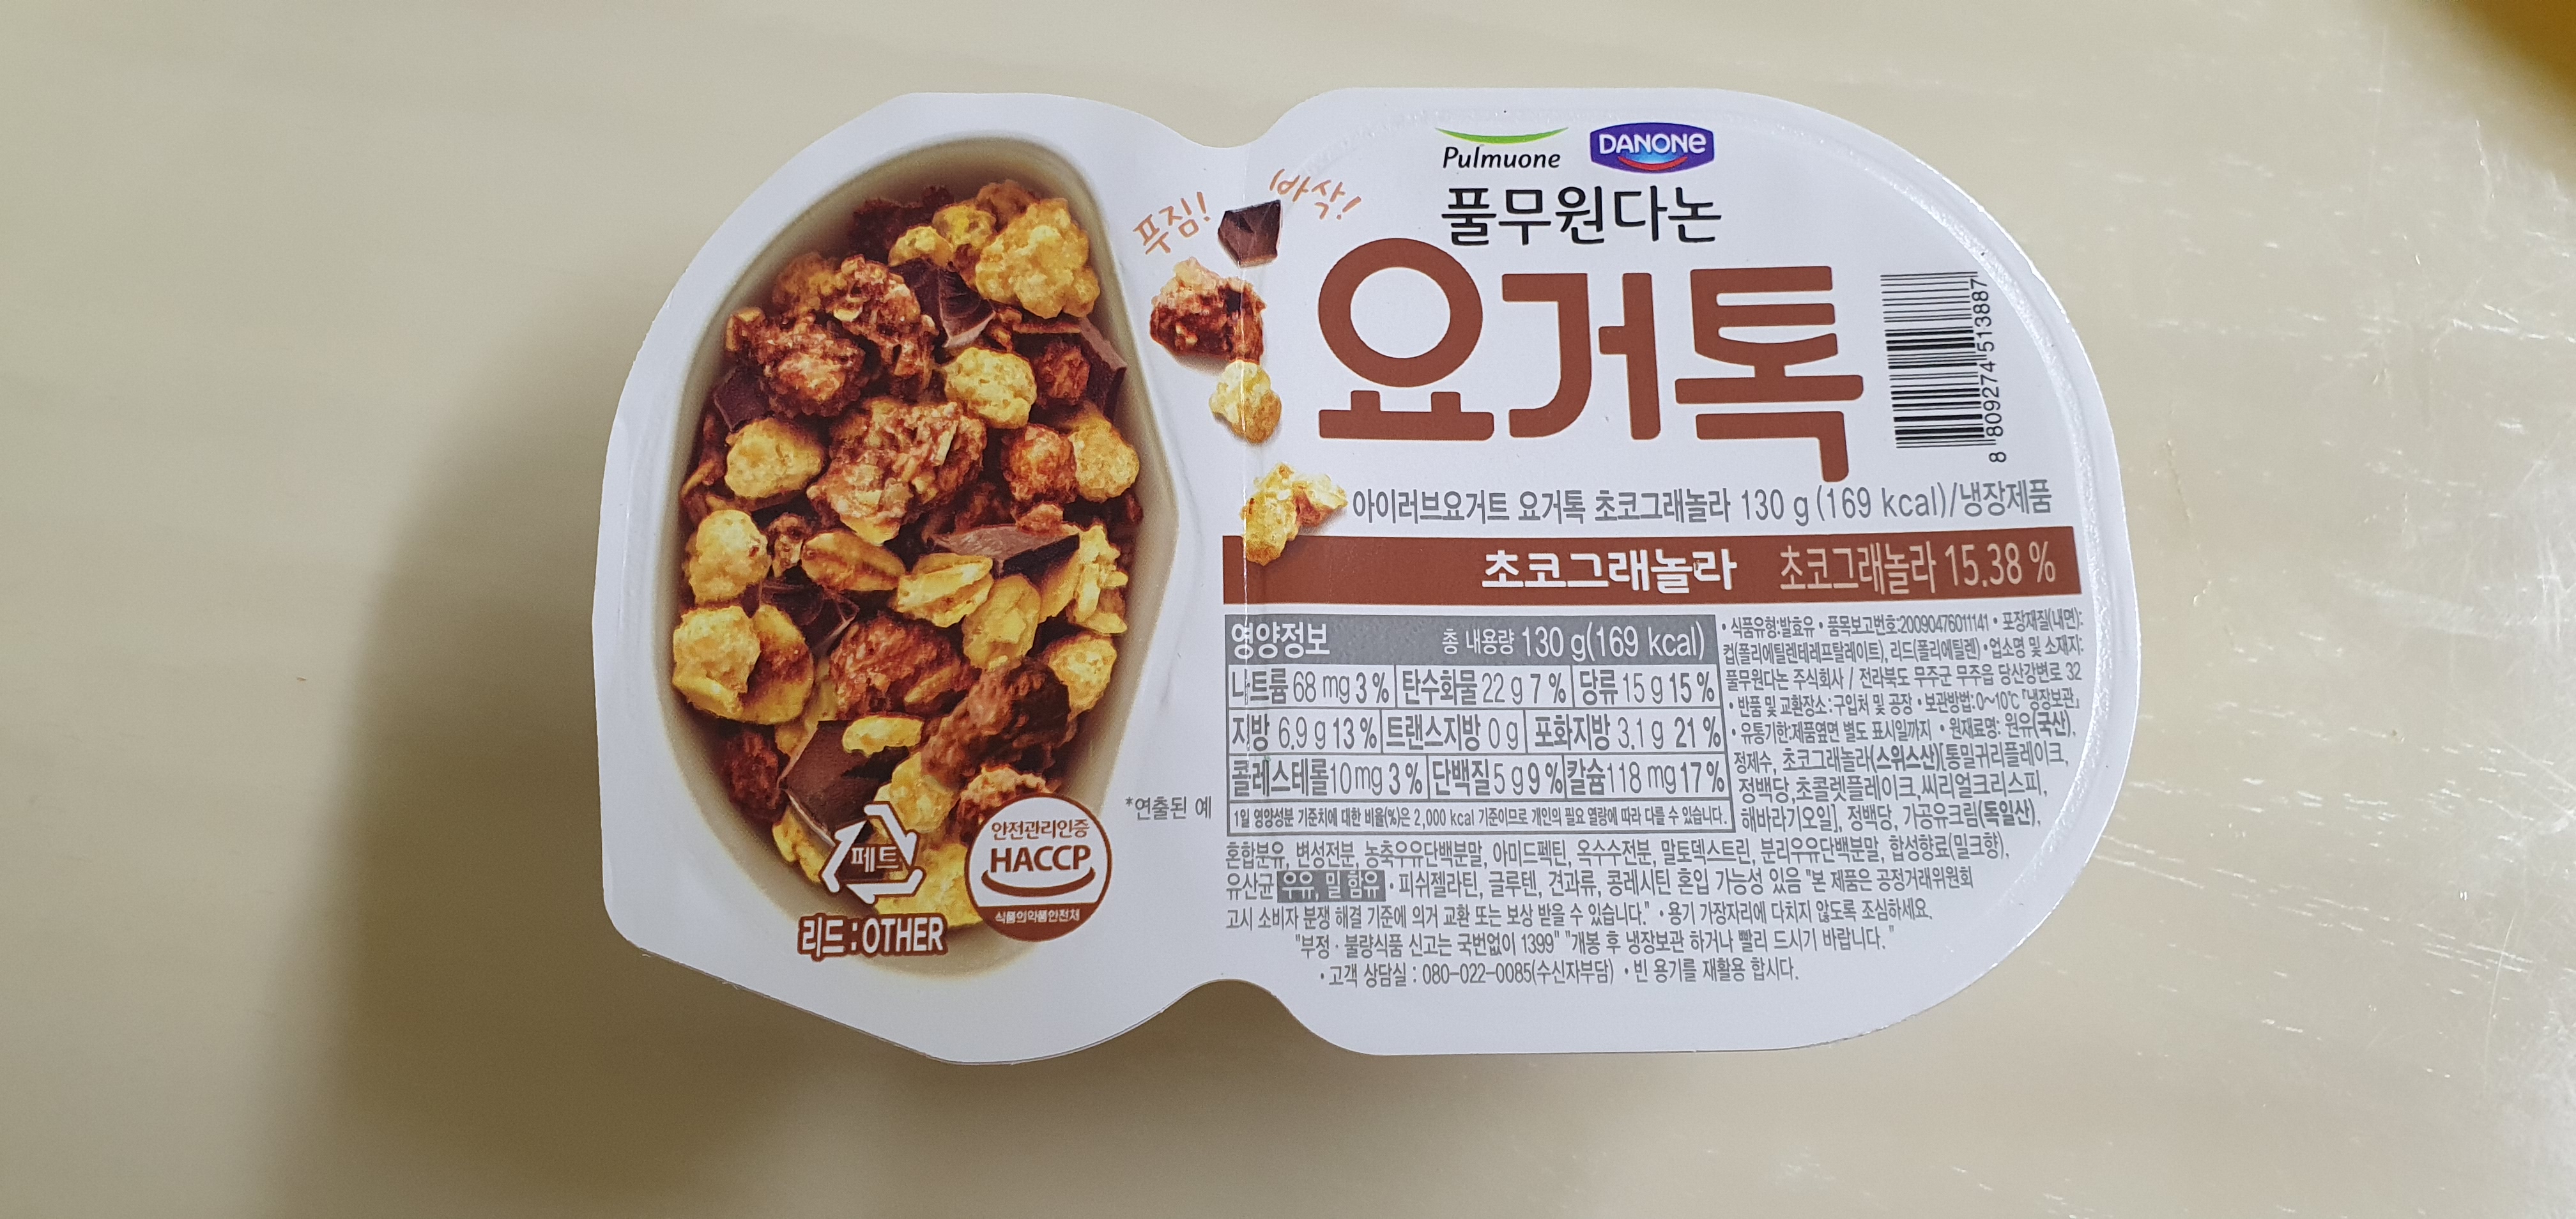 Pulmuone DANONE
풀무원다논
푸짐! 바삭!
요거톡
8 809274 513887
아이러브요거트 요거톡 초코그래놀라 130 g (169 kcal)/냉장제품
초코그래놀라 초코그래놀라 15.38 %
영양정보 총 내용량 130 g(169 kcal)
나트륨 68 mg 3 % 탄수화물 22 g 7 % 당류 15 g 15 %
지방 6.9 g 13 % 트랜스지방 0 g 포화지방 3.1 g 21 %
콜레스테롤 10 mg 3 % 단백질 5 g 9 % 칼슘 118 mg 17 %
1일 영양성분 기준치에 대한 비율(%)은 2,000 kcal 기준이므로 개인의 필요 열량에 따라 다를 수 있습니다.
• 식품유형:발효유 • 품목보고번호:20090476011141 • 포장재질(내면):
컵(폴리에틸렌테레프탈레이트), 리드(폴리에틸렌) • 업소명 및 소재지:
풀무원다논 주식회사 / 전라북도 무주군 무주읍 당산강변로 32
• 반품 및 교환장소:구입처 및 공장 • 보관방법:0~10℃ 「냉장보관」
• 유통기한:제품옆면 별도 표시일까지 • 원재료명: 원유(국산),
정제수, 초코그래놀라(스위스산)[통밀귀리플레이크,
정백당,초콜렛플레이크,씨리얼크리스피,
해바라기오일], 정백당, 가공유크림(독일산),
혼합분유, 변성전분, 농축우유단백분말, 아미드펙틴, 옥수수전분, 말토덱스트린, 분리우유단백분말, 합성향료(밀크향),
유산균 우유, 밀 함유 • 피쉬젤라틴, 글루텐, 견과류, 콩레시틴 혼입 가능성 있음 "본 제품은 공정거래위원회
고시 소비자 분쟁 해결 기준에 의거 교환 또는 보상 받을 수 있습니다." • 용기 가장자리에 다치지 않도록 조심하세요.
"부정 · 불량식품 신고는 국번없이 1399" "개봉 후 냉장보관 하거나 빨리 드시기 바랍니다."
• 고객 상담실 : 080-022-0085(수신자부담) • 빈 용기를 재활용 합시다.
*연출된 예
페트
리드 : OTHER
안전관리인증
HACCP
식품의약품안전처